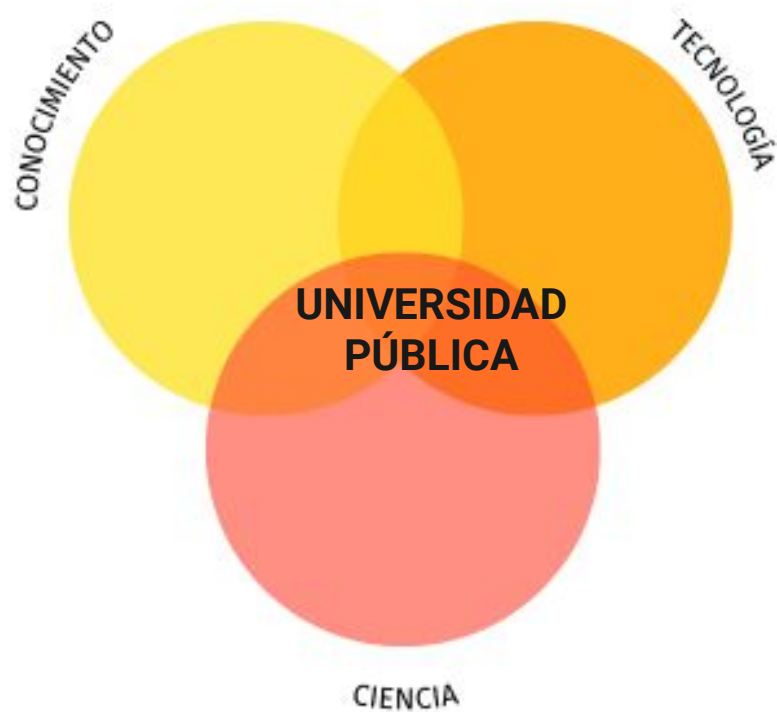 CONOCIMIENTO
TECNOLOGÍA
UNIVERSIDAD
PÚBLICA
CIENCIA